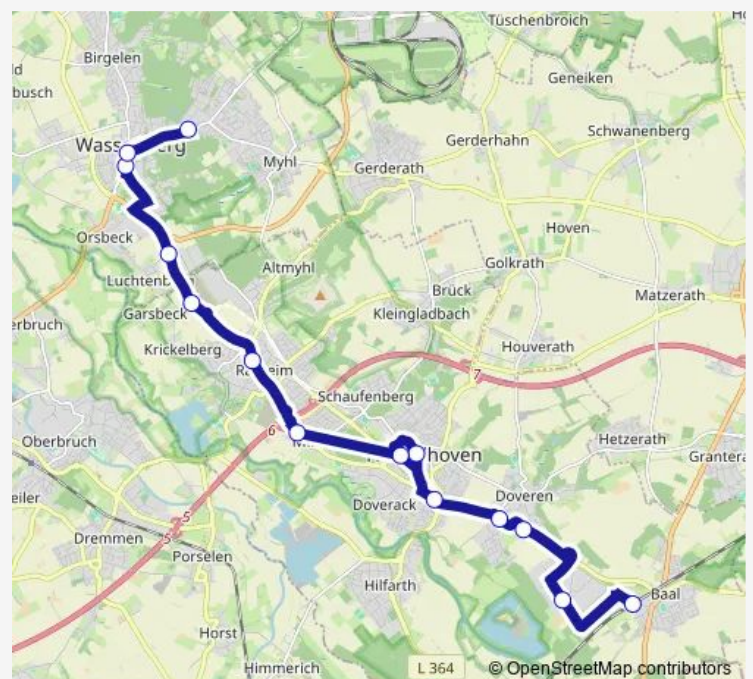 Tüschenbroich
Birgelen
Geneiken
busch
Schwanenberg
Gerderhahn
Myhl
Gerderath
Hoven
Orsbeck
Golkrath
Altmyhl
Brück
Matzerath
Garsbeck
Kleingladbach
erbruch
Houverath
Krickelberg
7
Schaufenberg
6
Hetzerath
Oberbruch
hoven
Grantera
Doveren
eiler
Doverack
5
Dremmen
5
Porselen
Hilfarth
Baal
Horst
Himmerich
L 364
© OpenStreetMap contributors